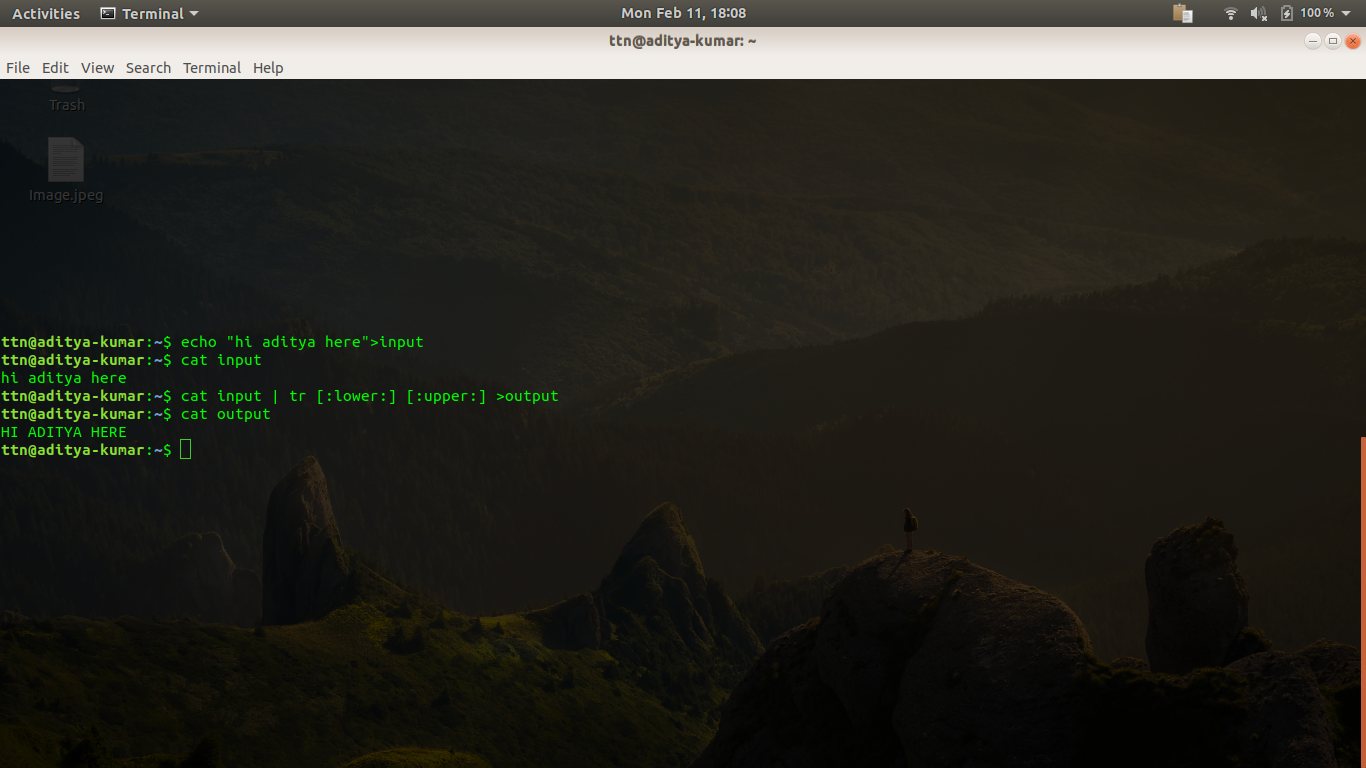 Activities Terminal Mon Feb 11, 18:08 100 %
ttn@aditya-kumar: ~
File Edit View Search Terminal Help
Trash
Image.jpeg
ttn@aditya-kumar:~$ echo "hi aditya here">input
ttn@aditya-kumar:~$ cat input
hi aditya here
ttn@aditya-kumar:~$ cat input | tr [:lower:] [:upper:] >output
ttn@aditya-kumar:~$ cat output
HI ADITYA HERE
ttn@aditya-kumar:~$